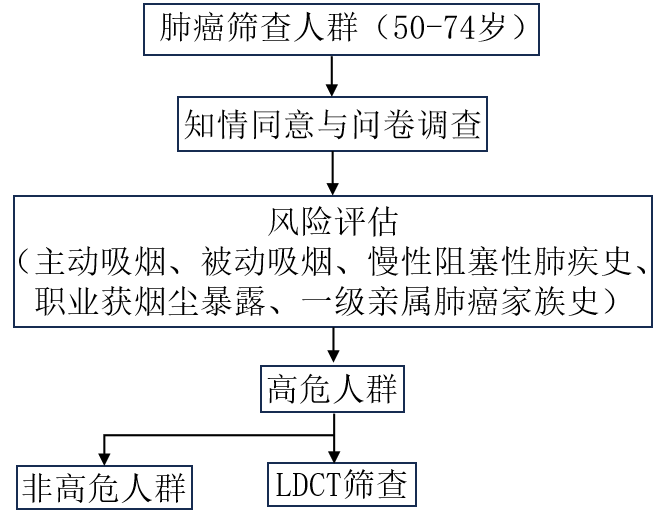 肺癌筛查人群（50-74岁）
知情同意与问卷调查
风险评估
（主动吸烟、被动吸烟、慢性阻塞性肺疾史、
职业获烟尘暴露、一级亲属肺癌家族史）
高危人群
非高危人群
LDCT筛查